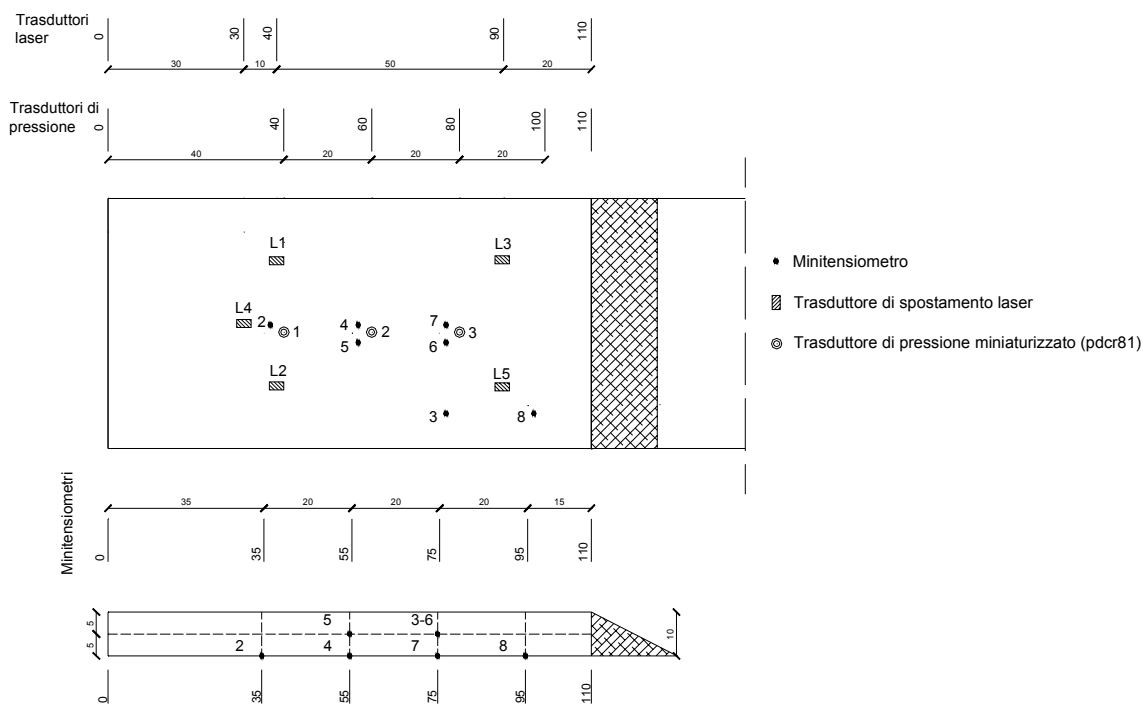 Trasduttori
laser
0 30 40 90 110
30 10 50 20
Trasduttori di
pressione
0 40 60 80 100 110
40 20 20 20
L1 L3
Minitensiometro
Trasduttore di spostamento laser
L4
2 4 7
1 2 3
Trasduttore di pressione miniaturizzato (pdcr81)
5 6
L2 L5
3 8
Minitensiometri
35 20 20 20 15
0 35 55 75 95 110
5 3-6
5 5 10
2 4 7 8
0 35 55 75 95 110